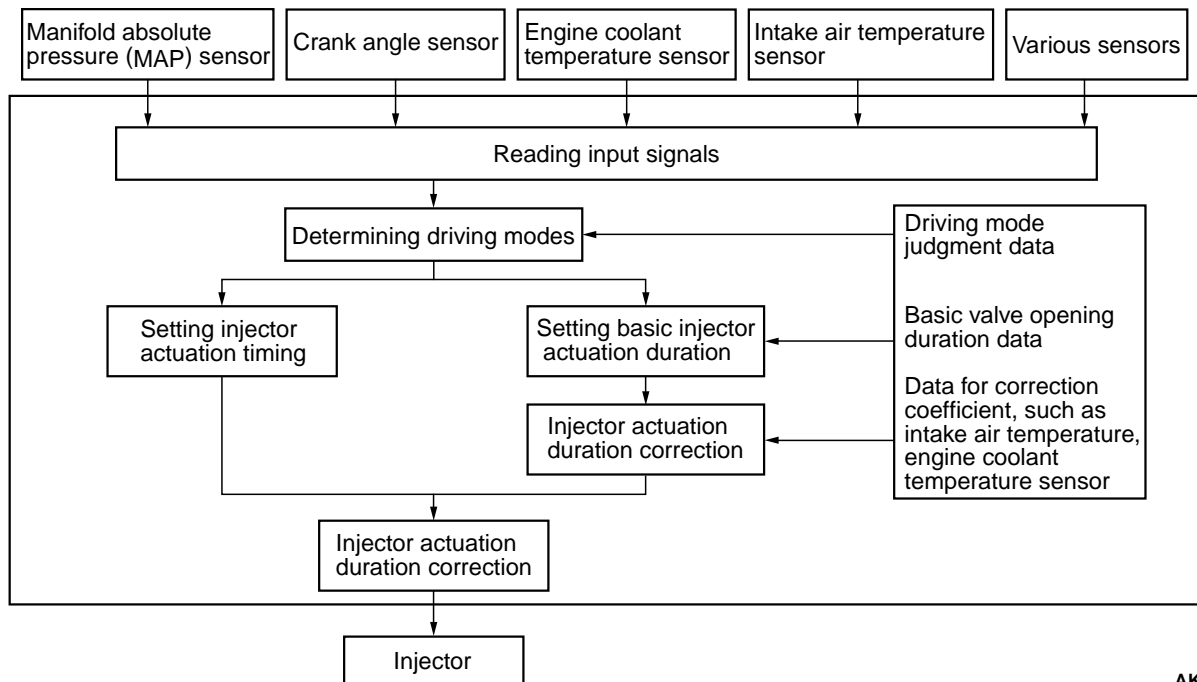 Manifold absolute
pressure (MAP) sensor
Crank angle sensor
Engine coolant
temperature sensor
Intake air temperature
sensor
Various sensors
Reading input signals
Determining driving modes
Driving mode
judgment data
Setting injector
actuation timing
Setting basic injector
actuation duration
Basic valve opening
duration data
Injector actuation
duration correction
Data for correction
coefficient, such as
intake air temperature,
engine coolant
temperature sensor
Injector actuation
duration correction
Injector